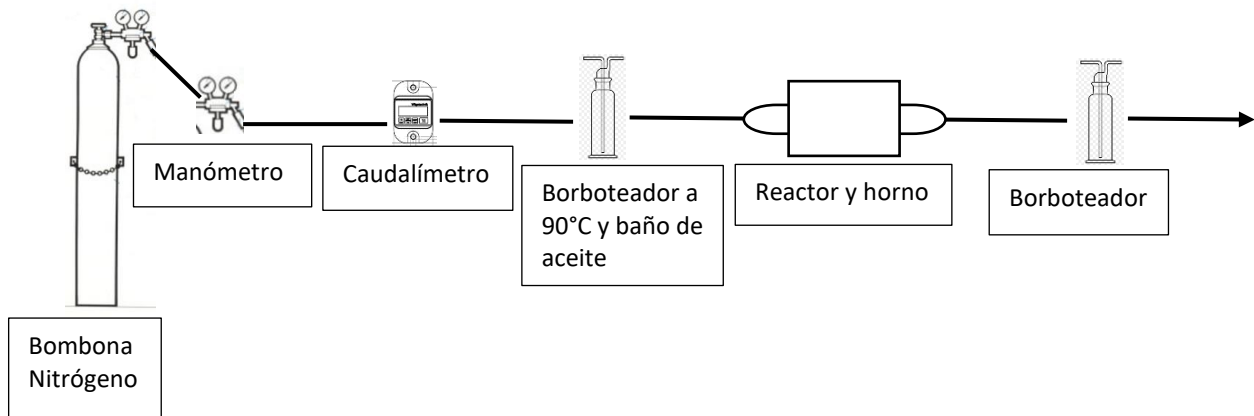 Manómetro
Caudalímetro
Borboteador a
90°C y baño de
aceite
Reactor y horno
Borboteador
Bombona
Nitrógeno